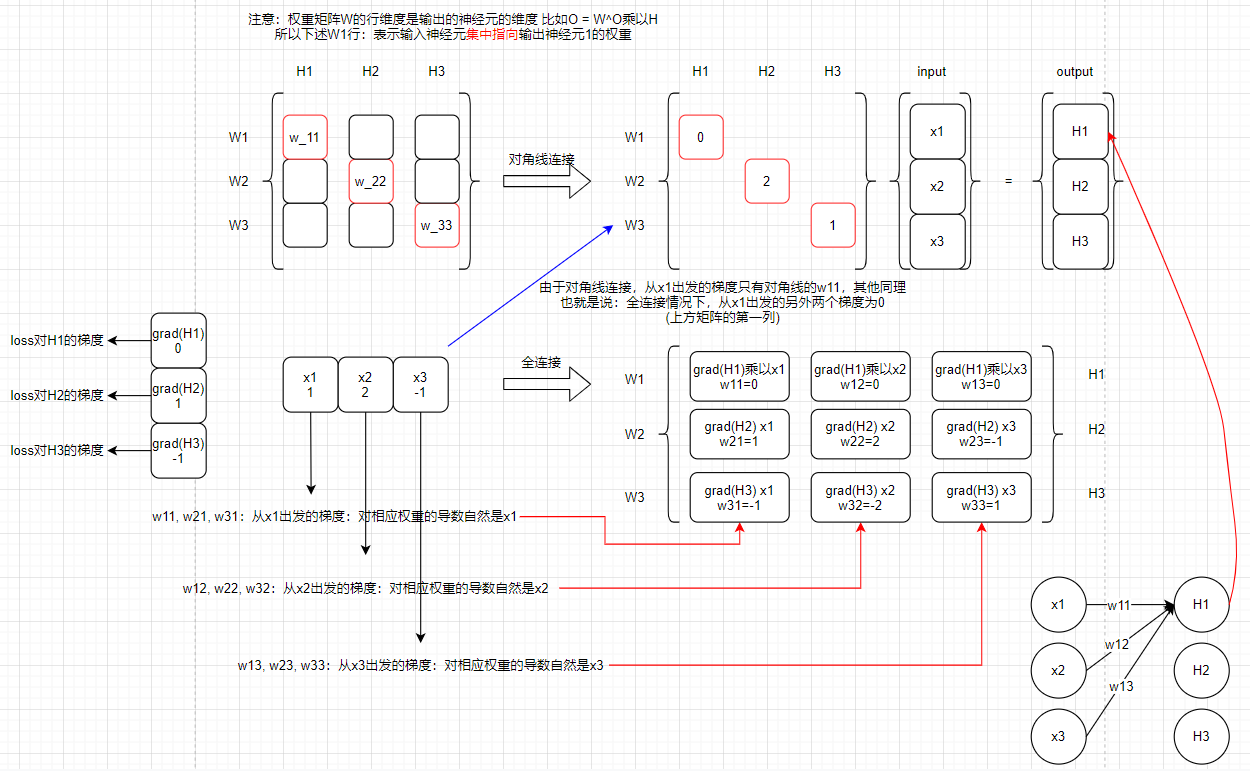 注意：权重矩阵W的行维度是输出的神经元的维度 比如O = W^O乘以H
所以下述W1行：表示输入神经元集中指向输出神经元1的权重
H1 H2 H3
W1
W2
W3
w_11
w_22
w_33
对角线连接
H1 H2 H3 input output
W1
W2
W3
0
2
1
x1
x2
x3
=
H1
H2
H3
由于对角线连接，从x1出发的梯度只有对角线的w11，其他同理
也就是说：全连接情况下，从x1出发的另外两个梯度为0
(上方矩阵的第一列)
loss对H1的梯度
loss对H2的梯度
loss对H3的梯度
grad(H1)
0
grad(H2)
1
grad(H3)
-1
x1
1
x2
2
x3
-1
全连接
W1
W2
W3
grad(H1)乘以x1
w11=0
grad(H1)乘以x2
w12=0
grad(H1)乘以x3
w13=0
grad(H2) x1
w21=1
grad(H2) x2
w22=2
grad(H2) x3
w23=-1
grad(H3) x1
w31=-1
grad(H3) x2
w32=-2
grad(H3) x3
w33=1
H1
H2
H3
w11, w21, w31：从x1出发的梯度：对相应权重的导数自然是x1
w12, w22, w32：从x2出发的梯度：对相应权重的导数自然是x2
w13, w23, w33：从x3出发的梯度：对相应权重的导数自然是x3
x1
x2
x3
w11
w12
w13
H1
H2
H3